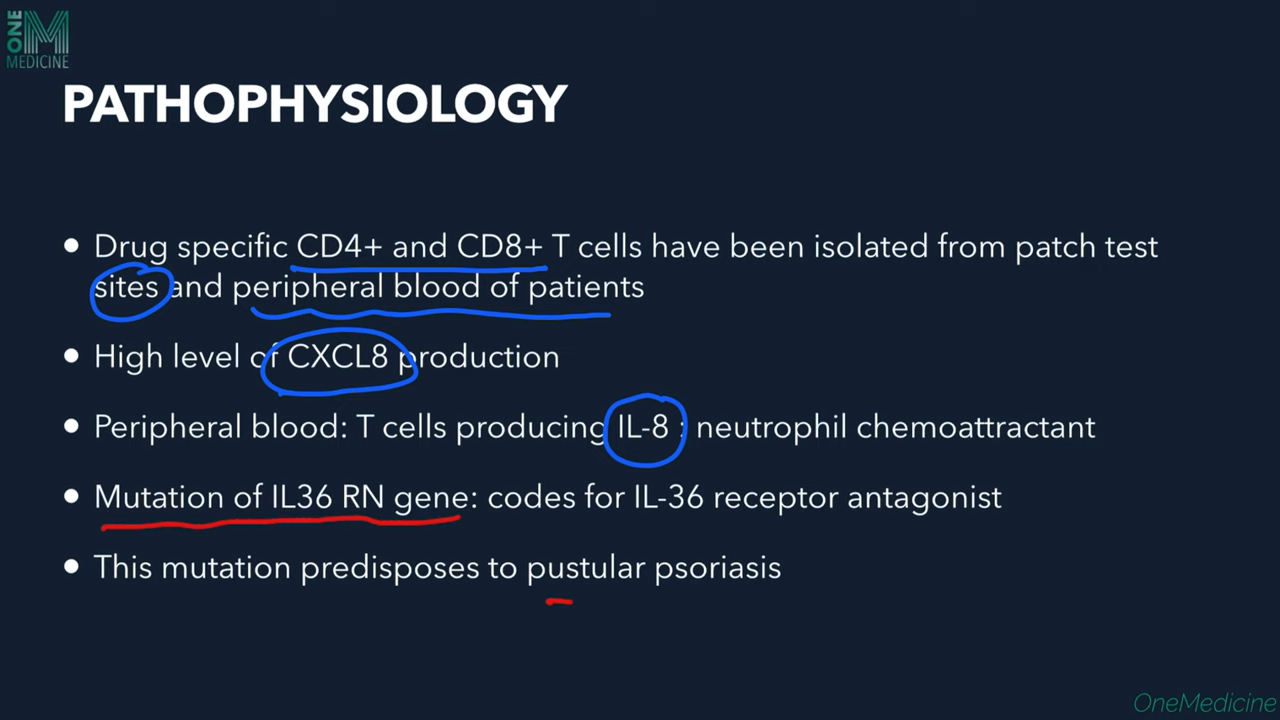 ONE
M
MEDICINE
PATHOPHYSIOLOGY
• Drug specific CD4+ and CD8+ T cells have been isolated from patch test
sites and peripheral blood of patients
• High level of CXCL8 production
• Peripheral blood: T cells producing IL-8 : neutrophil chemoattractant
• Mutation of IL36 RN gene: codes for IL-36 receptor antagonist
• This mutation predisposes to pustular psoriasis
OneMedicine